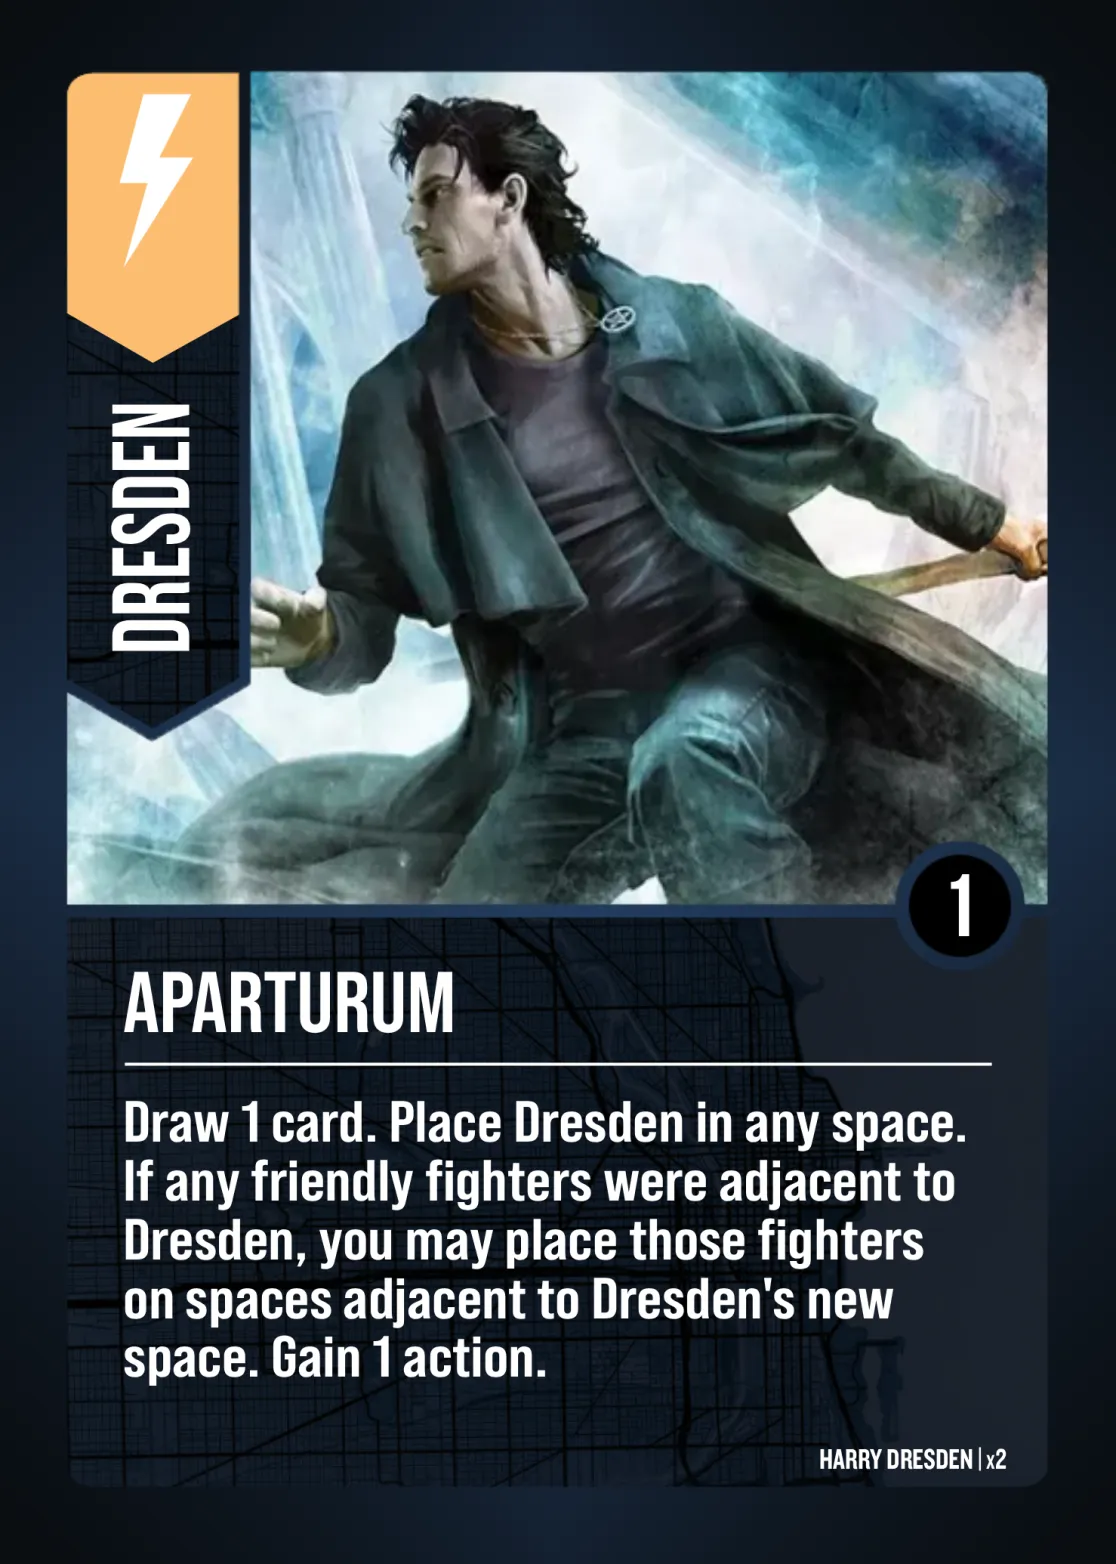 DRESDEN
1
APARTURUM
Draw 1 card. Place Dresden in any space.
If any friendly fighters were adjacent to
Dresden, you may place those fighters
on spaces adjacent to Dresden's new
space. Gain 1 action.
HARRY DRESDEN | x2